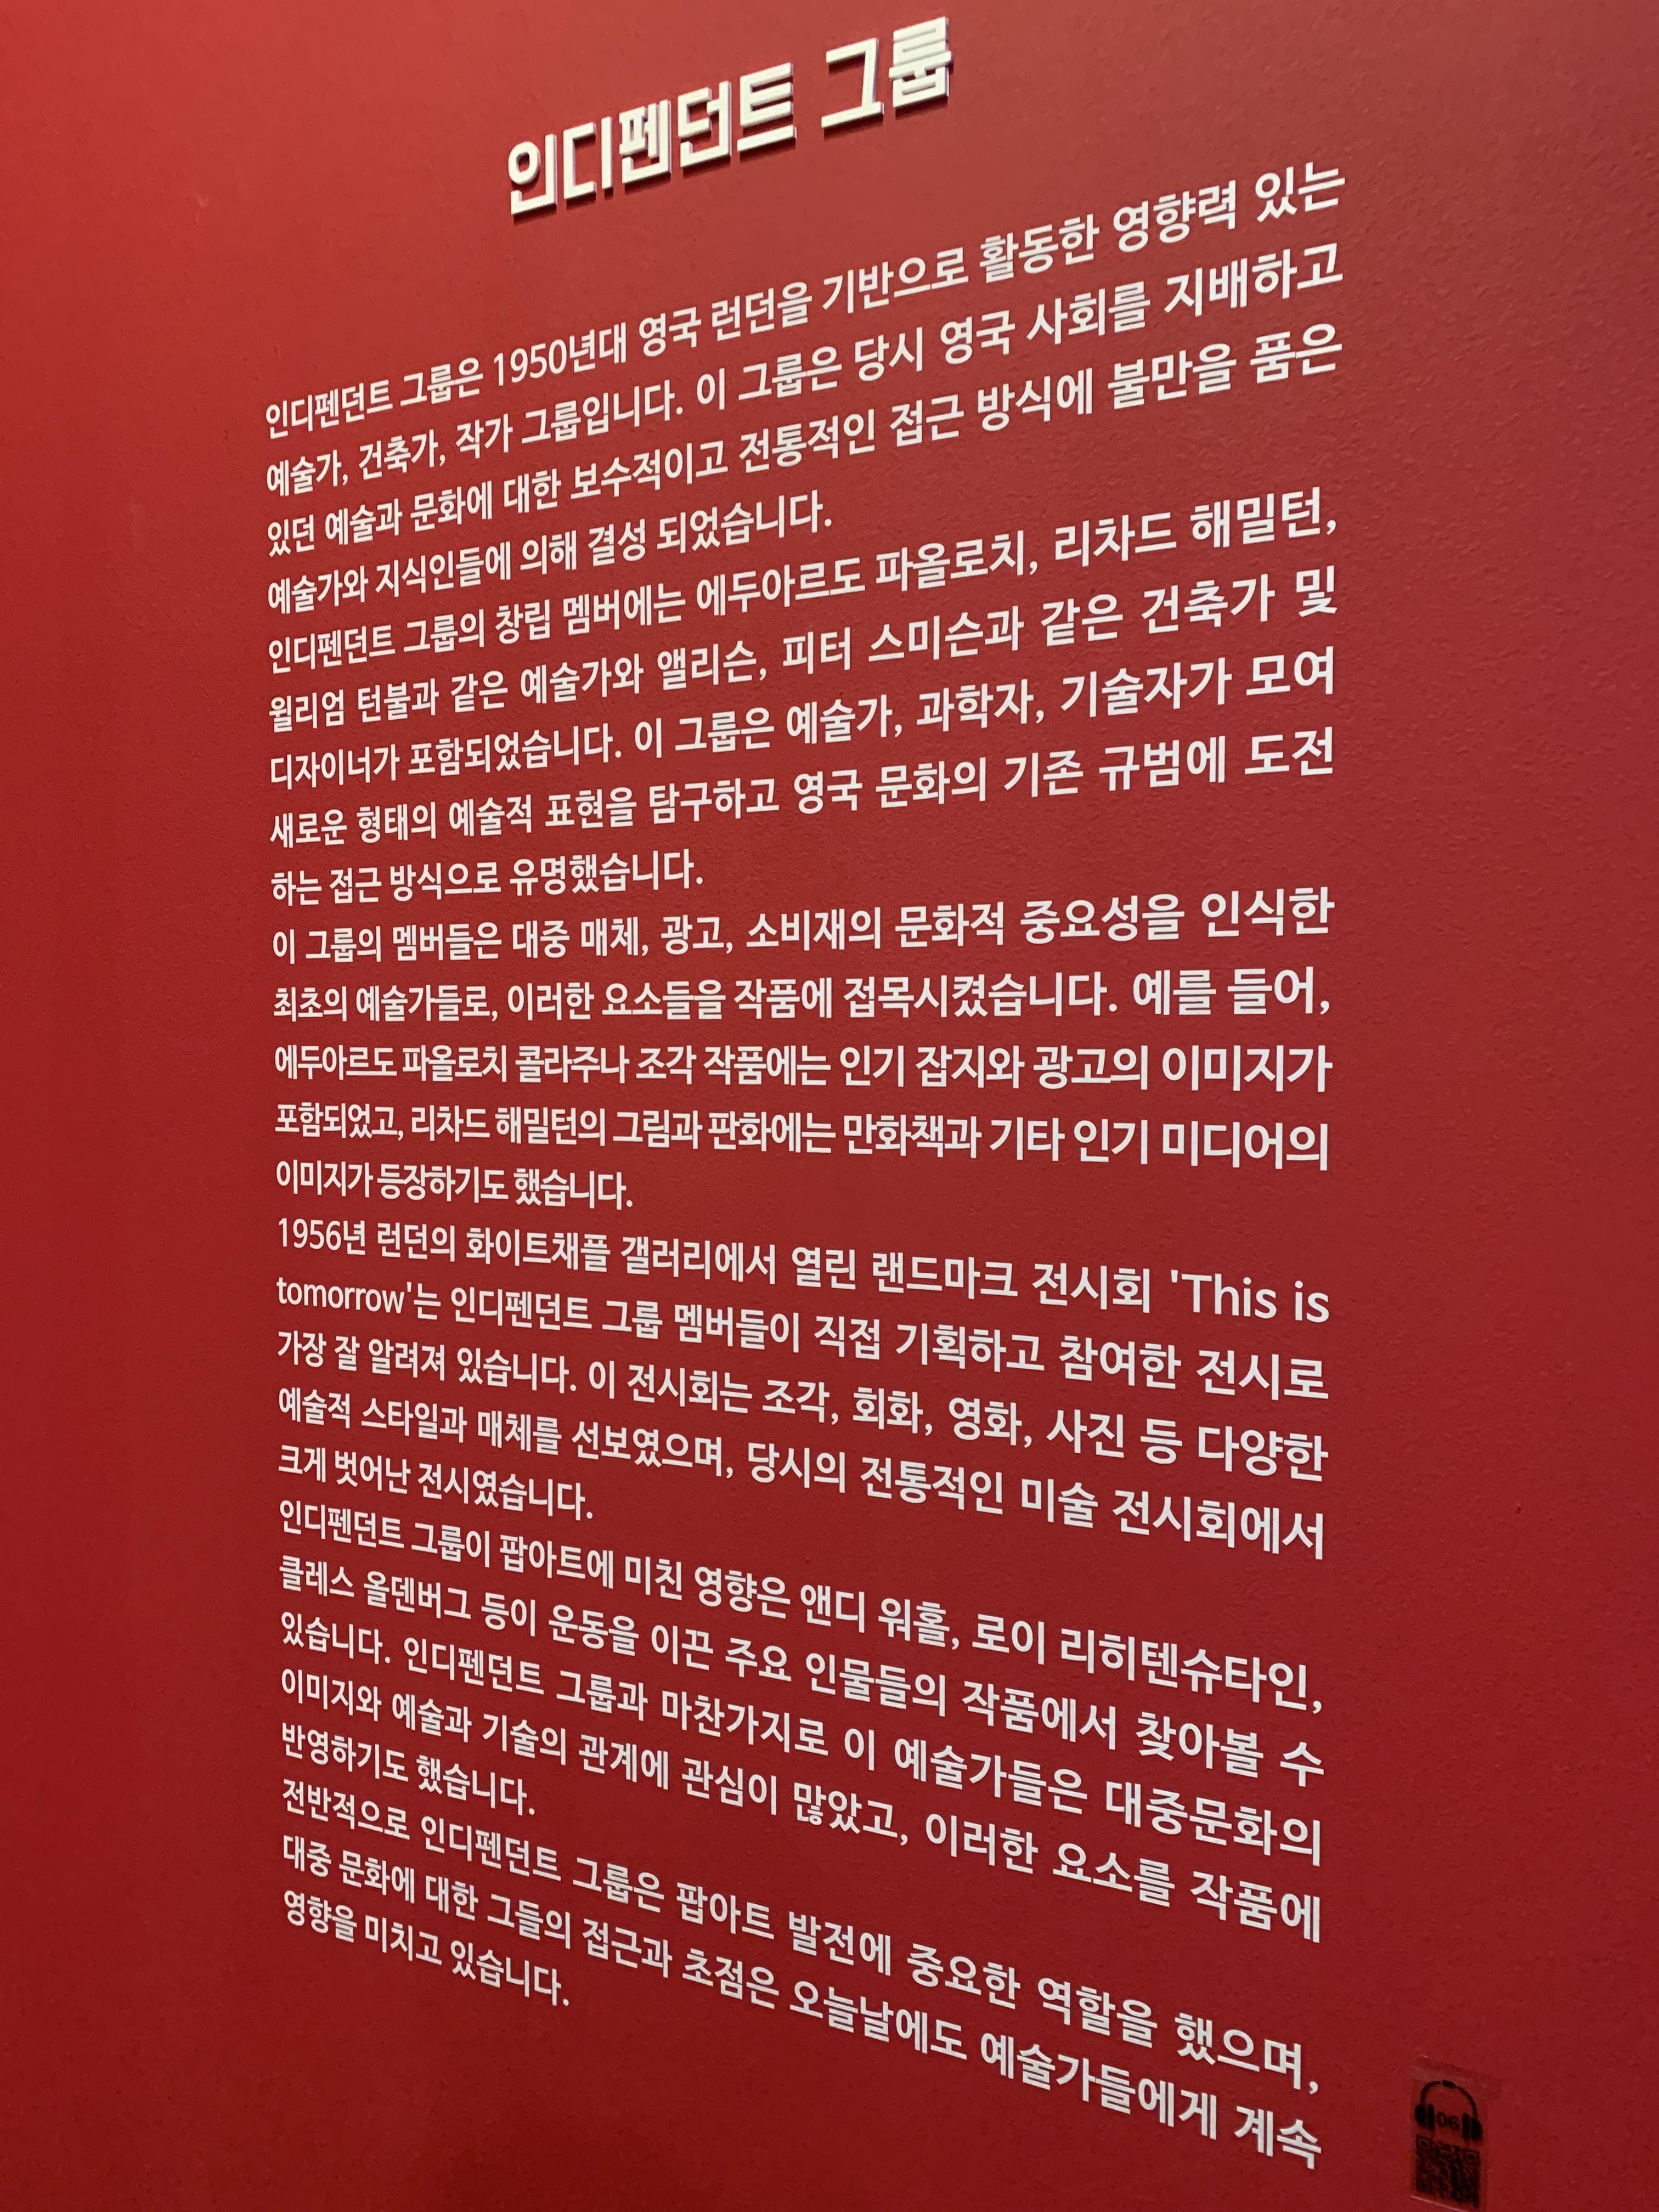 인디펜던트 그룹
인디펜던트 그룹은 1950년대 영국 런던을 기반으로 활동한 영향력 있는
예술가, 건축가, 작가 그룹입니다. 이 그룹은 당시 영국 사회를 지배하고
있던 예술과 문화에 대한 보수적이고 전통적인 접근 방식에 불만을 품은
예술가와 지식인들에 의해 결성 되었습니다.
인디펜던트 그룹의 창립 멤버에는 에두아르도 파올로치, 리차드 해밀턴,
윌리엄 턴불과 같은 예술가와 앨리슨, 피터 스미슨과 같은 건축가 및
디자이너가 포함되었습니다. 이 그룹은 예술가, 과학자, 기술자가 모여
새로운 형태의 예술적 표현을 탐구하고 영국 문화의 기존 규범에 도전
하는 접근 방식으로 유명했습니다.
이 그룹의 멤버들은 대중 매체, 광고, 소비재의 문화적 중요성을 인식한
최초의 예술가들로, 이러한 요소들을 작품에 접목시켰습니다. 예를 들어,
에두아르도 파올로치 콜라주나 조각 작품에는 인기 잡지와 광고의 이미지가
포함되었고, 리차드 해밀턴의 그림과 판화에는 만화책과 기타 인기 미디어의
이미지가 등장하기도 했습니다.
1956년 런던의 화이트채플 갤러리에서 열린 랜드마크 전시회 'This is
tomorrow'는 인디펜던트 그룹 멤버들이 직접 기획하고 참여한 전시로
가장 잘 알려져 있습니다. 이 전시회는 조각, 회화, 영화, 사진 등 다양한
예술적 스타일과 매체를 선보였으며, 당시의 전통적인 미술 전시회에서
크게 벗어난 전시였습니다.
인디펜던트 그룹이 팝아트에 미친 영향은 앤디 워홀, 로이 리히텐슈타인,
클레스 올덴버그 등이 운동을 이끈 주요 인물들의 작품에서 찾아볼 수
있습니다. 인디펜던트 그룹과 마찬가지로 이 예술가들은 대중문화의
이미지와 예술과 기술의 관계에 관심이 많았고, 이러한 요소를 작품에
반영하기도 했습니다.
전반적으로 인디펜던트 그룹은 팝아트 발전에 중요한 역할을 했으며,
대중 문화에 대한 그들의 접근과 초점은 오늘날에도 예술가들에게 계속
영향을 미치고 있습니다.
06